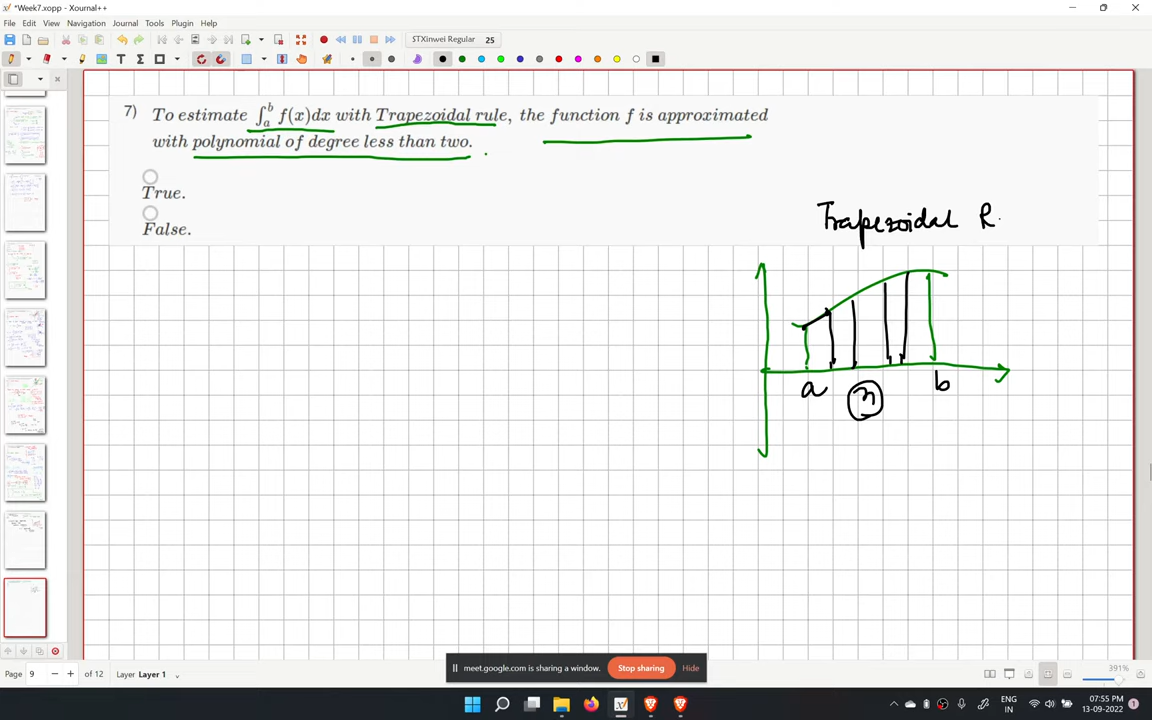 *Week7.xopp - Xournal++
File Edit View Navigation Journal Tools Plugin Help
STXinwei Regular 25
7) To estimate ∫_a^b f(x)dx with Trapezoidal rule, the function f is approximated
with polynomial of degree less than two.
True.
False.
Trapezoidal R
a n b
meet.google.com is sharing a window. Stop sharing Hide
Page 9 of 12 Layer Layer 1 391%
ENG
IN
07:55 PM
13-09-2022